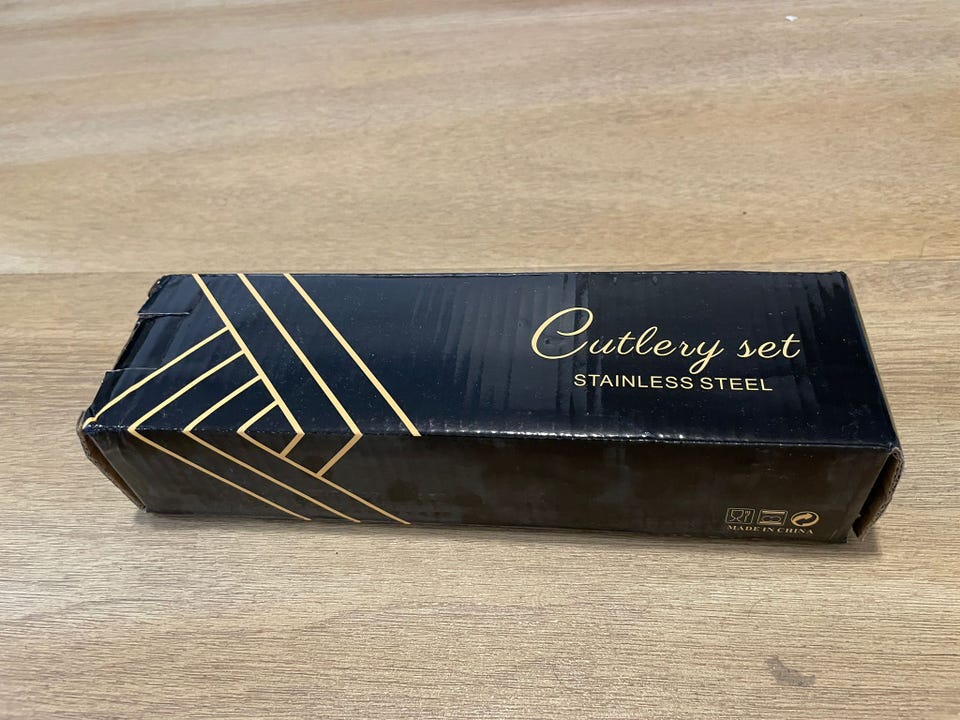 Cutlery set
STAINLESS STEEL
MADE IN CHINA